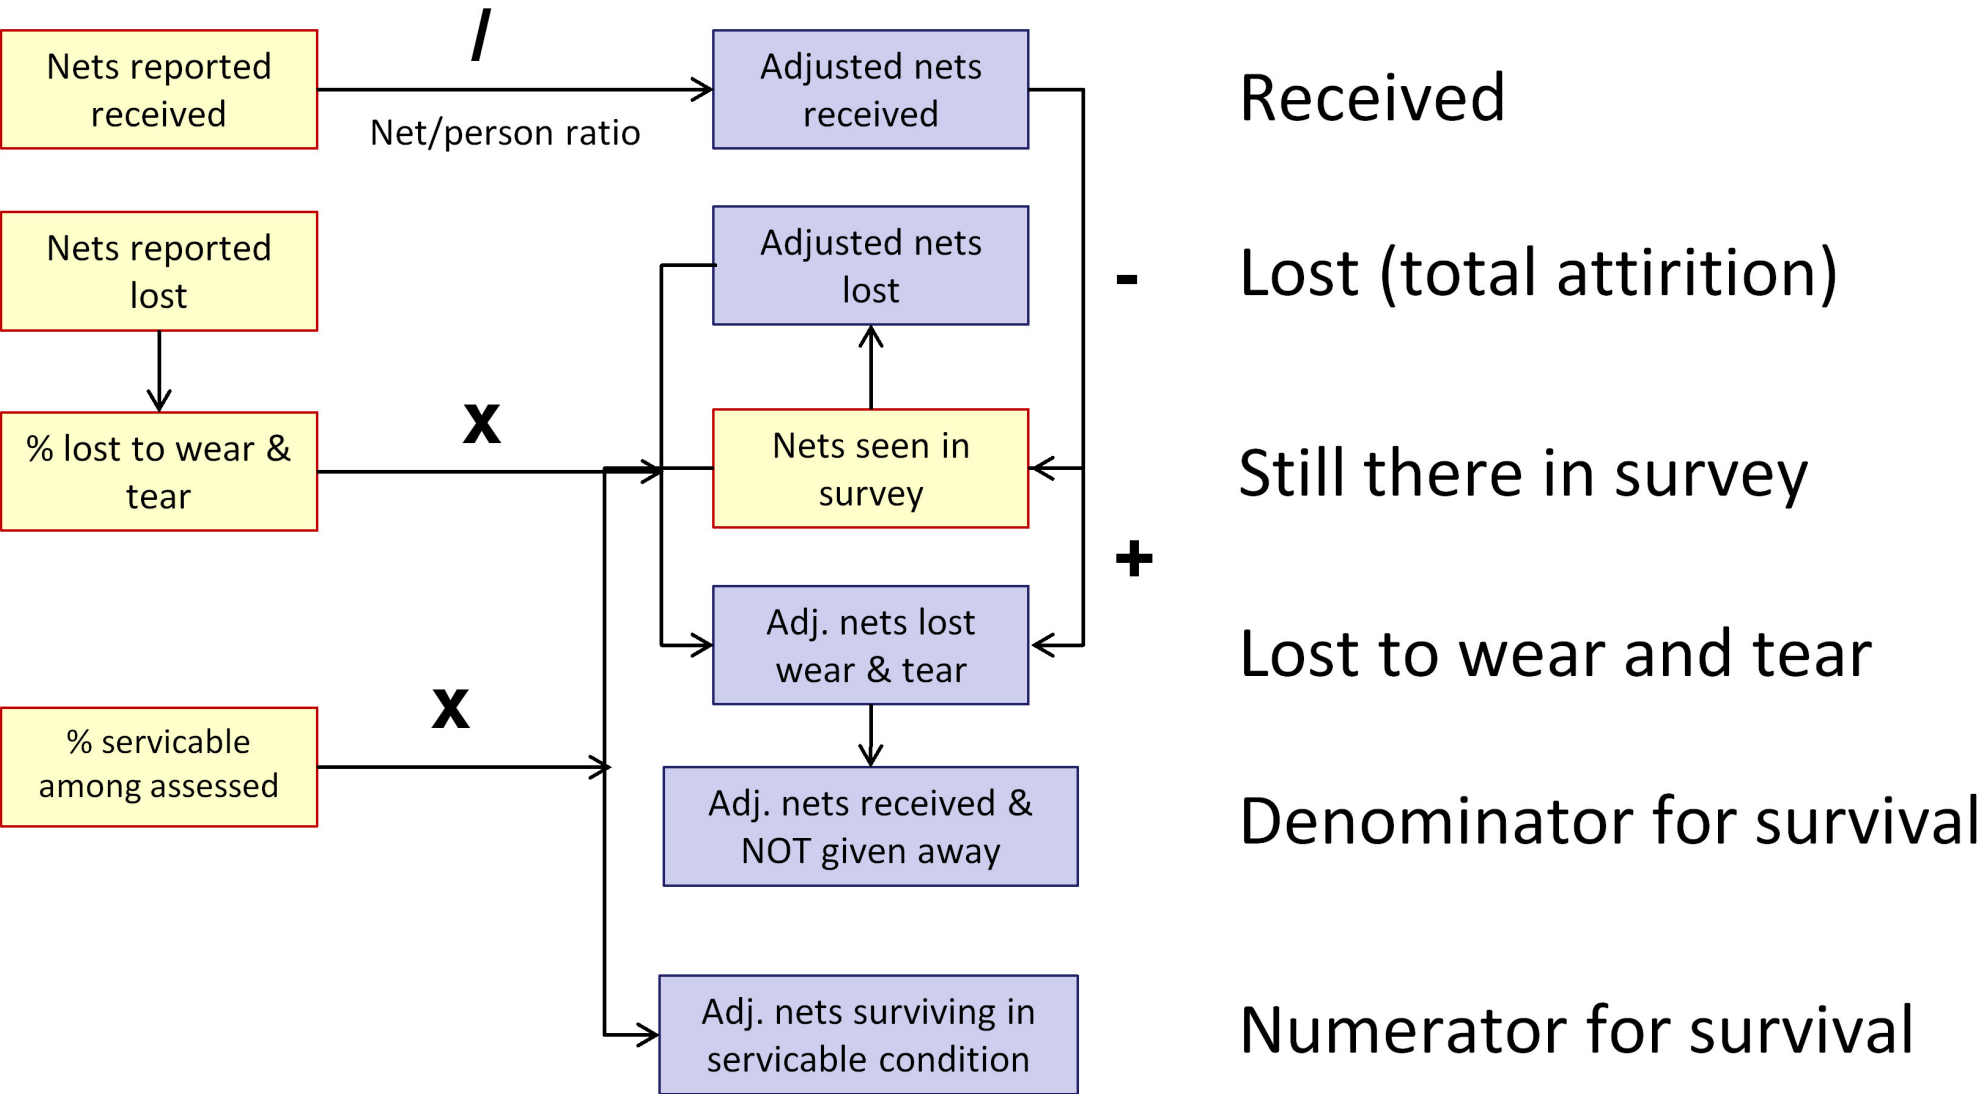 /
Nets reported
received
Net/person ratio
Adjusted nets
received
Received
Nets reported
lost
Adjusted nets
lost
-
Lost (total attirition)
% lost to wear &
tear
x
Nets seen in
survey
Still there in survey
+
Adj. nets lost
wear & tear
Lost to wear and tear
% servicable
among assessed
x
Adj. nets received &
NOT given away
Denominator for survival
Adj. nets surviving in
servicable condition
Numerator for survival